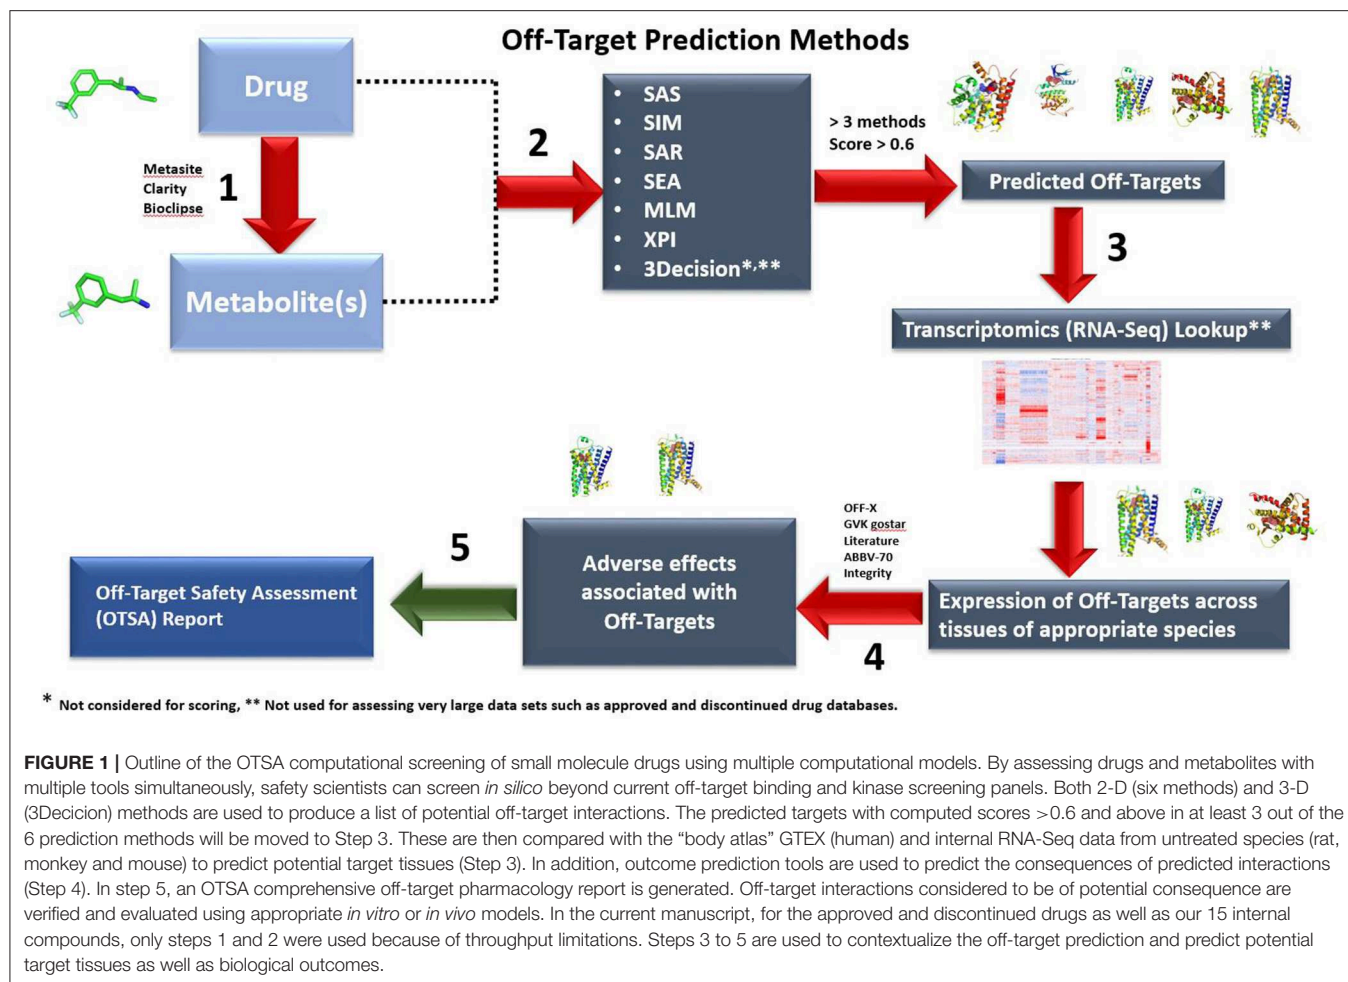 Off-Target Prediction Methods
Drug
Metasite
Clarity
Bioclipse
1
Metabolite(s)
2
• SAS
• SIM
• SAR
• SEA
• MLM
• XPI
• 3Decision*,**
> 3 methods
Score > 0.6
Predicted Off-Targets
3
Transcriptomics (RNA-Seq) Lookup**
Expression of Off-Targets across
tissues of appropriate species
OFF-X
GVK gostar
Literature
ABBV-70
Integrity
4
Adverse effects
associated with
Off-Targets
5
Off-Target Safety Assessment
(OTSA) Report
* Not considered for scoring, ** Not used for assessing very large data sets such as approved and discontinued drug databases.
FIGURE 1 | Outline of the OTSA computational screening of small molecule drugs using multiple computational models. By assessing drugs and metabolites with
multiple tools simultaneously, safety scientists can screen in silico beyond current off-target binding and kinase screening panels. Both 2-D (six methods) and 3-D
(3Decicion) methods are used to produce a list of potential off-target interactions. The predicted targets with computed scores >0.6 and above in at least 3 out of the
6 prediction methods will be moved to Step 3. These are then compared with the “body atlas” GTEX (human) and internal RNA-Seq data from untreated species (rat,
monkey and mouse) to predict potential target tissues (Step 3). In addition, outcome prediction tools are used to predict the consequences of predicted interactions
(Step 4). In step 5, an OTSA comprehensive off-target pharmacology report is generated. Off-target interactions considered to be of potential consequence are
verified and evaluated using appropriate in vitro or in vivo models. In the current manuscript, for the approved and discontinued drugs as well as our 15 internal
compounds, only steps 1 and 2 were used because of throughput limitations. Steps 3 to 5 are used to contextualize the off-target prediction and predict potential
target tissues as well as biological outcomes.